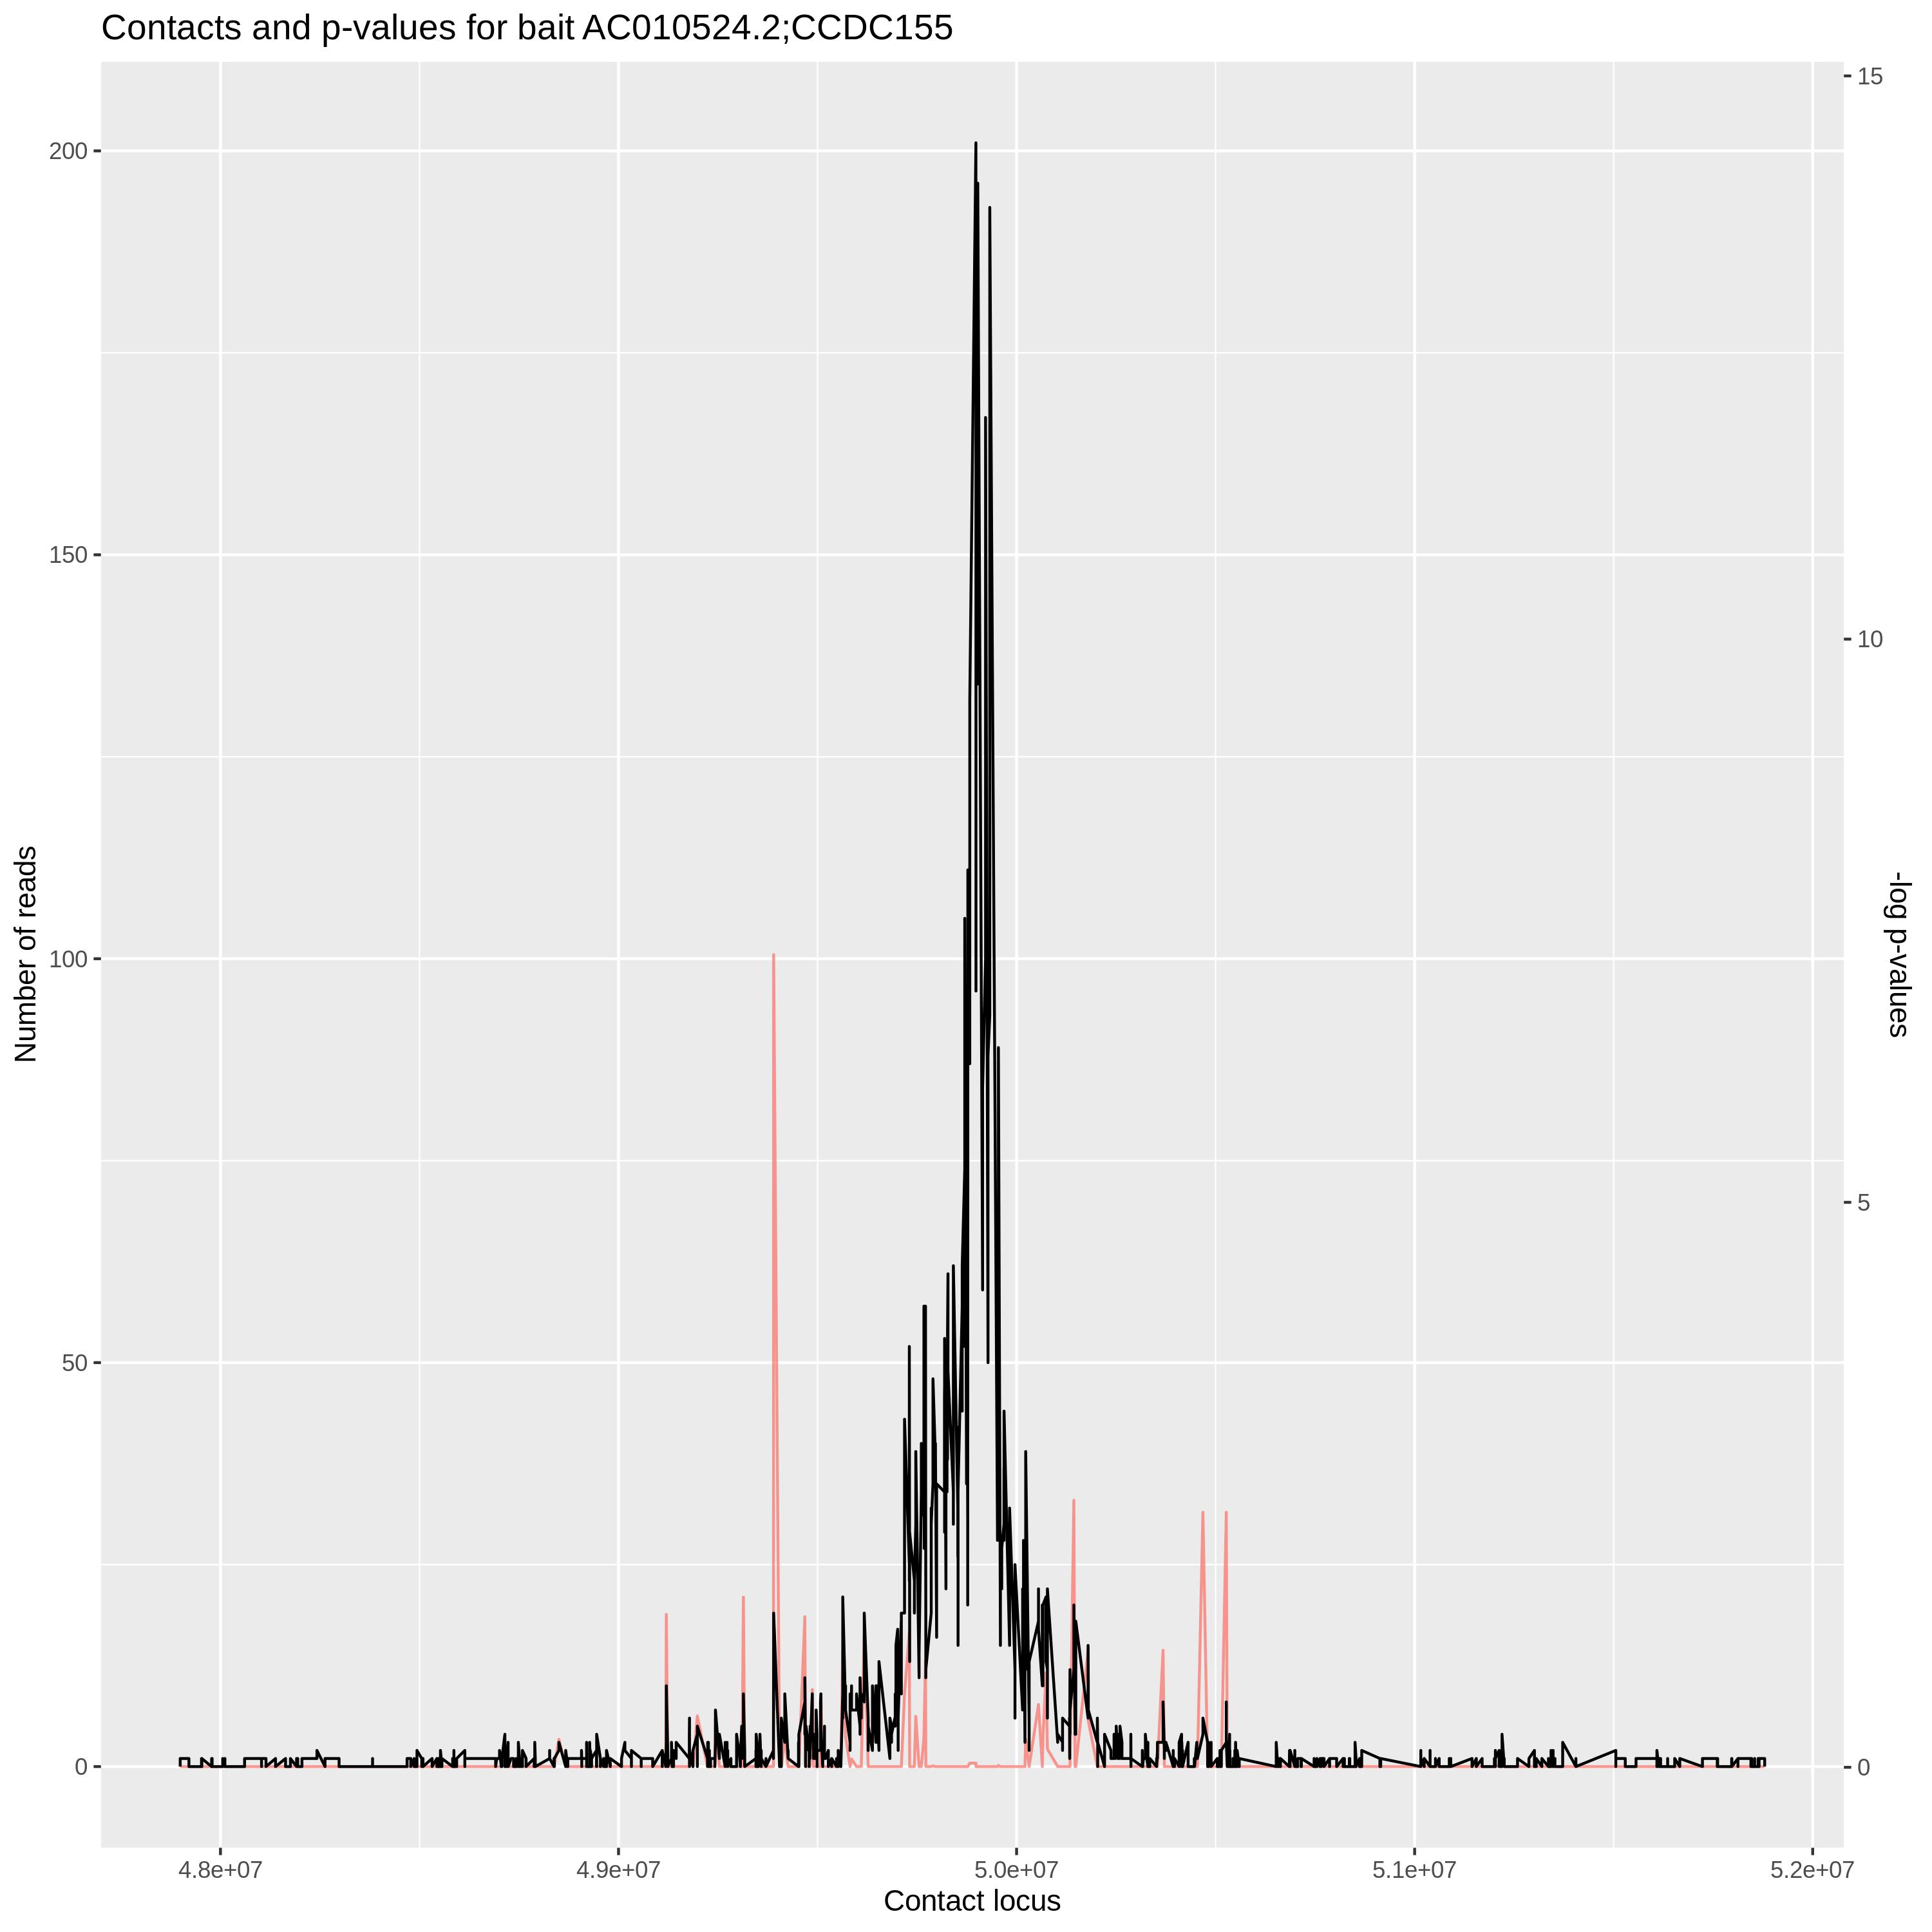 Contacts and p-values for bait AC010524.2;CCDC155
15
200
150
10
Number of reads
-log p-values
100
5
50
0
0
4.8e+07
4.9e+07
5.0e+07
5.1e+07
5.2e+07
Contact locus